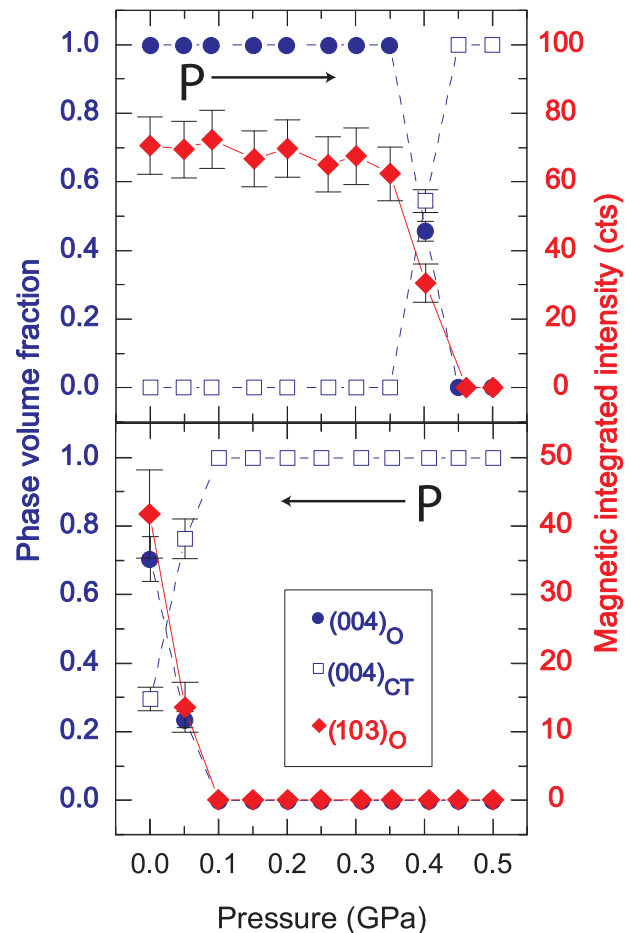 1.0
0.8
0.6
0.4
0.2
0.0
P
100
80
60
40
20
0
1.0
0.8
0.6
0.4
0.2
0.0
P
50
40
30
20
10
0
(004)O
(004)CT
(103)O
0.0 0.1 0.2 0.3 0.4 0.5
Pressure (GPa)
Phase volume fraction
Magnetic integrated intensity (cts)